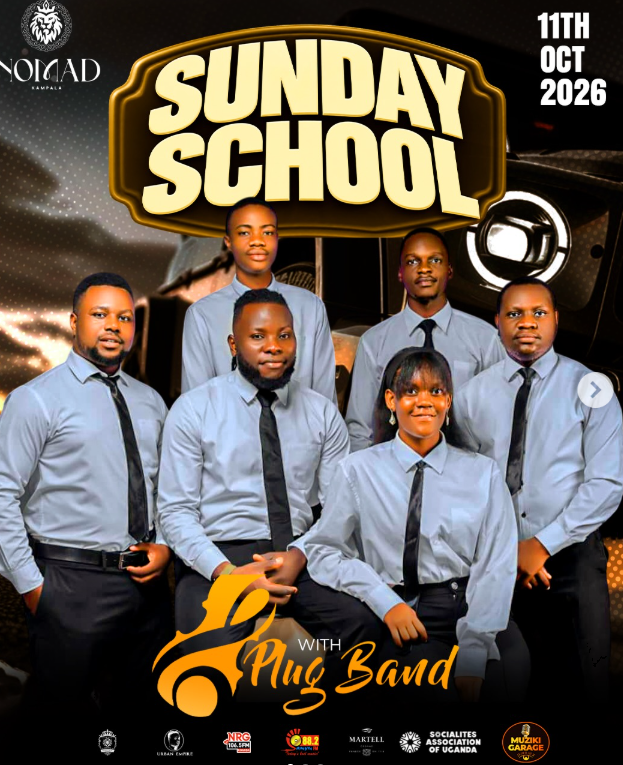 NOMAD
KAMPALA
11TH
OCT
2026
SUNDAY
SCHOOL
WITH
Plug Band
URBAN EMPIRE
NRG
106.5FM
88.2
MARTELL
SOCIALITES
ASSOCIATION
OF UGANDA
MUZIKI
GARAGE